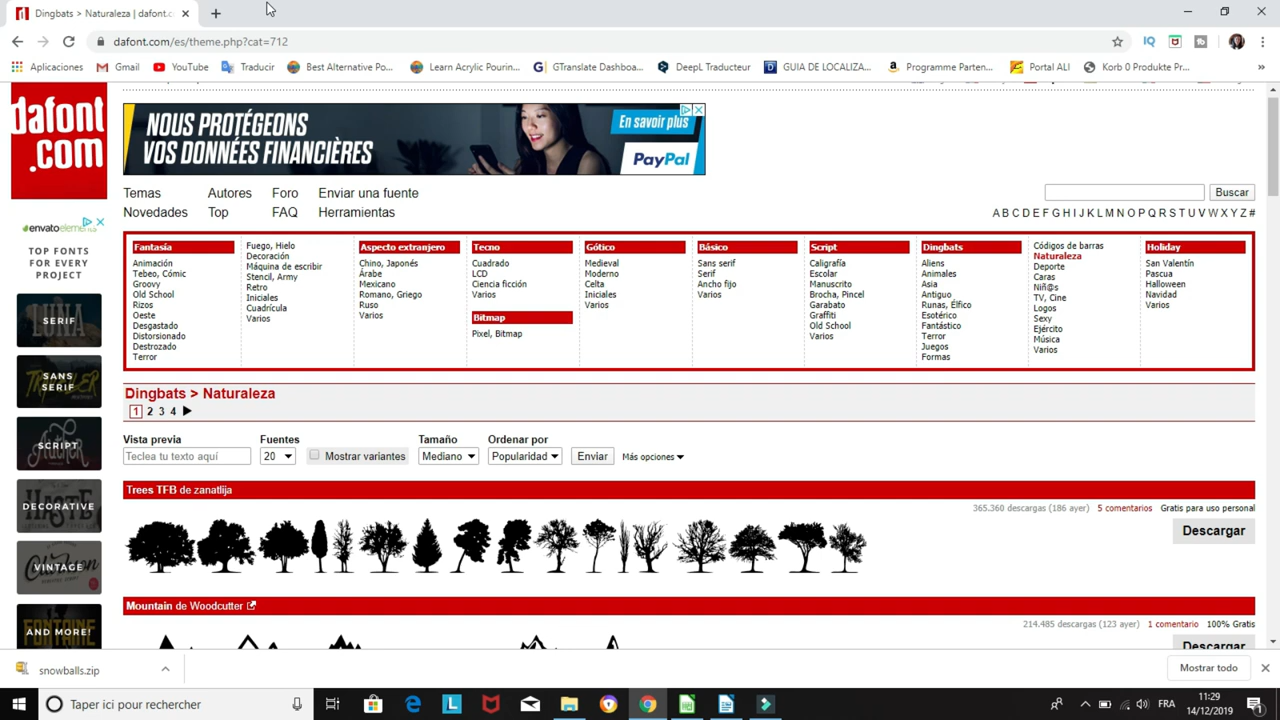 Dingbats > Naturaleza | dafont.c
dafont.com/es/theme.php?cat=712
Aplicaciones
Gmail
YouTube
Traducir
Best Alternative Po...
Learn Acrylic Pourin...
GTranslate Dashboa...
DeepL Traducteur
GUIA DE LOCALIZA...
Programme Parten...
Portal ALI
Korb 0 Produkte Pr...
»
dafont
.com
NOUS PROTÉGEONS
VOS DONNÉES FINANCIÈRES
En savoir plus
PayPal
Temas Autores Foro Enviar una fuente
Novedades Top FAQ Herramientas
Buscar
A B C D E F G H I J K L M N O P Q R S T U V W X Y Z #
envato elements
TOP FONTS
FOR EVERY
PROJECT
SERIF
SANS
SERIF
SCRIPT
DECORATIVE
VINTAGE
AND MORE!
Fantasía
Animación
Tebeo, Cómic
Groovy
Old School
Rizos
Oeste
Desgastado
Distorsionado
Destrozado
Terror
Fuego, Hielo
Decoración
Máquina de escribir
Stencil, Army
Retro
Iniciales
Cuadrícula
Varios
Aspecto extranjero
Chino, Japonés
Árabe
Mexicano
Romano, Griego
Ruso
Varios
Tecno
Cuadrado
LCD
Ciencia ficción
Varios
Bitmap
Pixel, Bitmap
Gótico
Medieval
Moderno
Celta
Iniciales
Varios
Básico
Sans serif
Serif
Ancho fijo
Varios
Script
Caligrafía
Escolar
Manuscrito
Brocha, Pincel
Garabato
Graffiti
Old School
Varios
Dingbats
Aliens
Animales
Asia
Antiguo
Runas, Élfico
Esotérico
Fantástico
Terror
Juegos
Formas
Códigos de barras
Naturaleza
Deporte
Caras
Niñ@s
TV, Cine
Logos
Sexy
Ejército
Música
Varios
Holiday
San Valentín
Pascua
Halloween
Navidad
Varios
Dingbats > Naturaleza
1 2 3 4
Vista previa Fuentes Tamaño Ordenar por
Teclea tu texto aquí 20 Mostrar variantes Mediano Popularidad Enviar Más opciones
Trees TFB de zanatlija
365.360 descargas (186 ayer) 5 comentarios Gratis para uso personal
Descargar
Mountain de Woodcutter
214.485 descargas (123 ayer) 1 comentario 100% Gratis
Descargar
snowballs.zip
Mostrar todo
Taper ici pour rechercher
FRA
11:29
14/12/2019
1